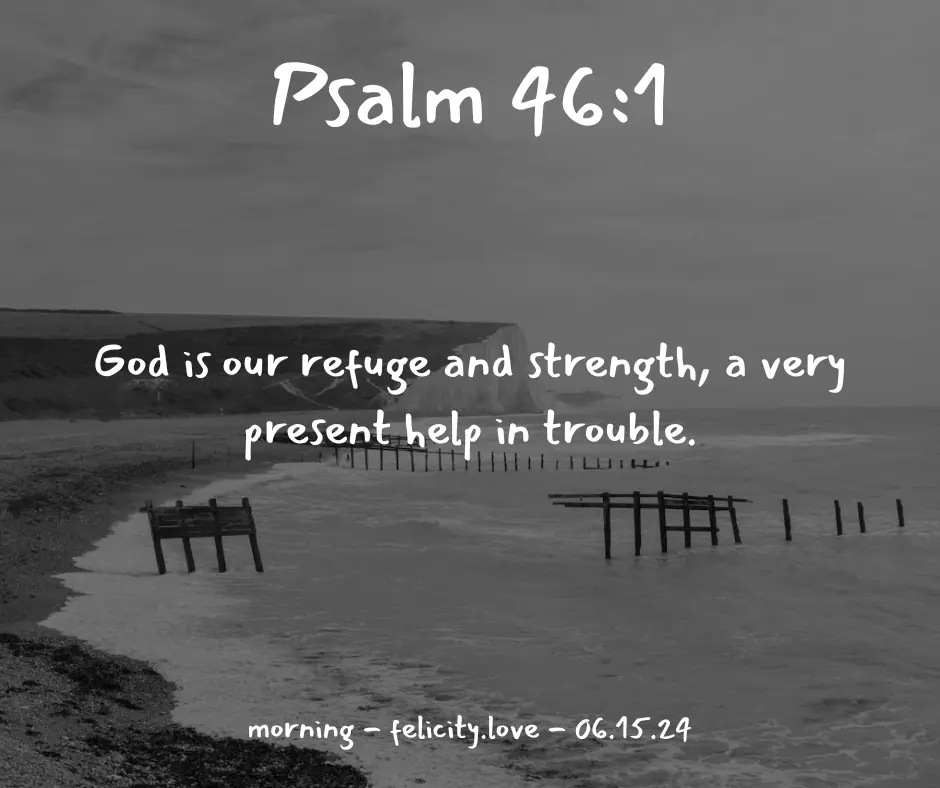 Psalm 46:1
God is our refuge and strength, a very
present help in trouble.
morning - felicity.love - 06.15.24